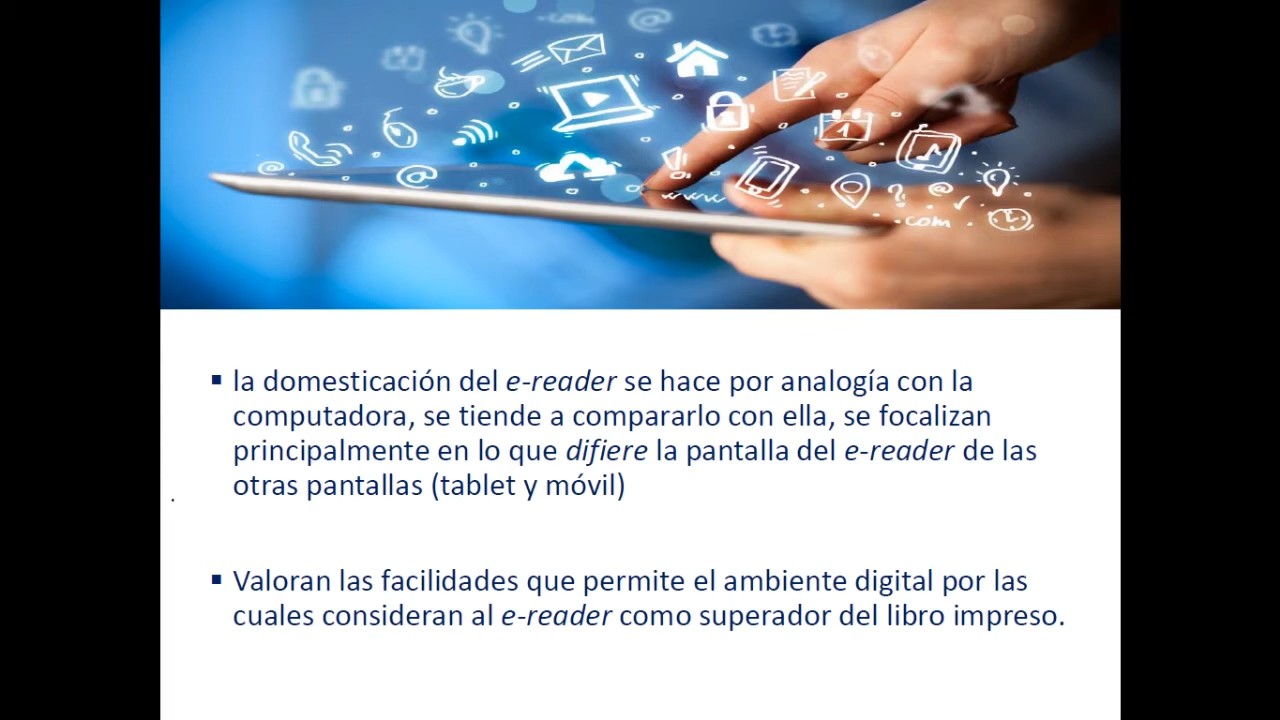 @
www
.com
▪ la domesticación del e-reader se hace por analogía con la
computadora, se tiende a compararlo con ella, se focalizan
principalmente en lo que difiere la pantalla del e-reader de las
otras pantallas (tablet y móvil)
.
▪ Valoran las facilidades que permite el ambiente digital por las
cuales consideran al e-reader como superador del libro impreso.